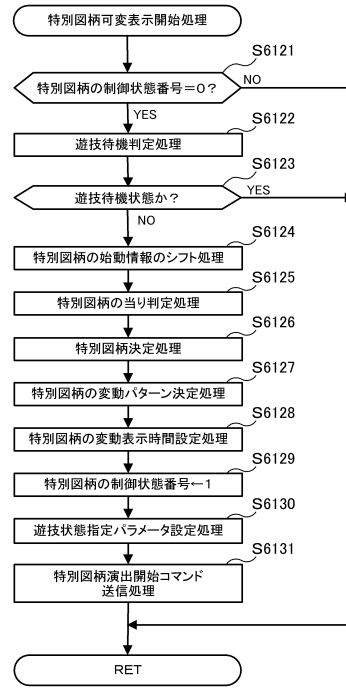 特別図柄可変表示開始処理
S6121
特別図柄の制御状態番号=0?
NO
YES
S6122
遊技待機判定処理
S6123
遊技待機状態か?
YES
NO
S6124
特別図柄の始動情報のシフト処理
S6125
特別図柄の当り判定処理
S6126
特別図柄決定処理
S6127
特別図柄の変動パターン決定処理
S6128
特別図柄の変動表示時間設定処理
S6129
特別図柄の制御状態番号←1
S6130
遊技状態指定パラメータ設定処理
S6131
特別図柄演出開始コマンド
送信処理
RET